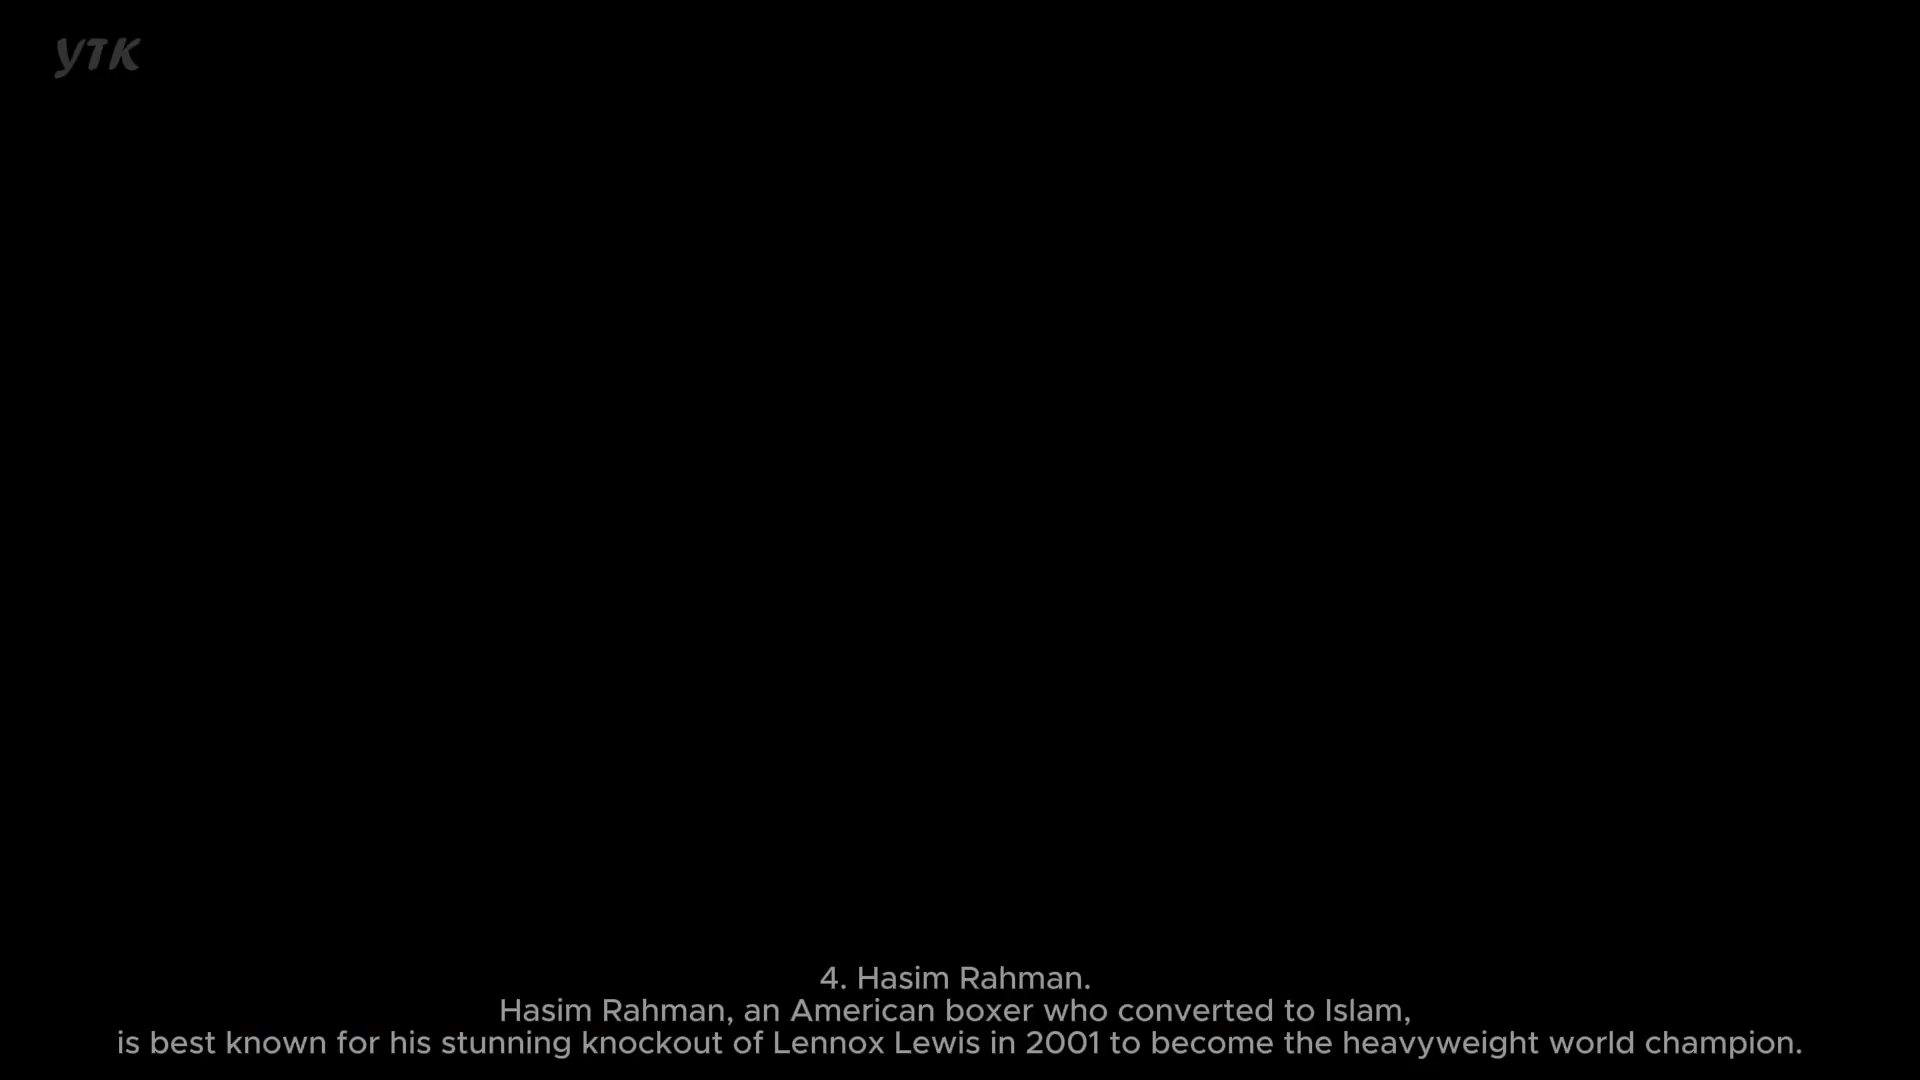 YTK
4. Hasim Rahman.
Hasim Rahman, an American boxer who converted to Islam,
is best known for his stunning knockout of Lennox Lewis in 2001 to become the heavyweight world champion.